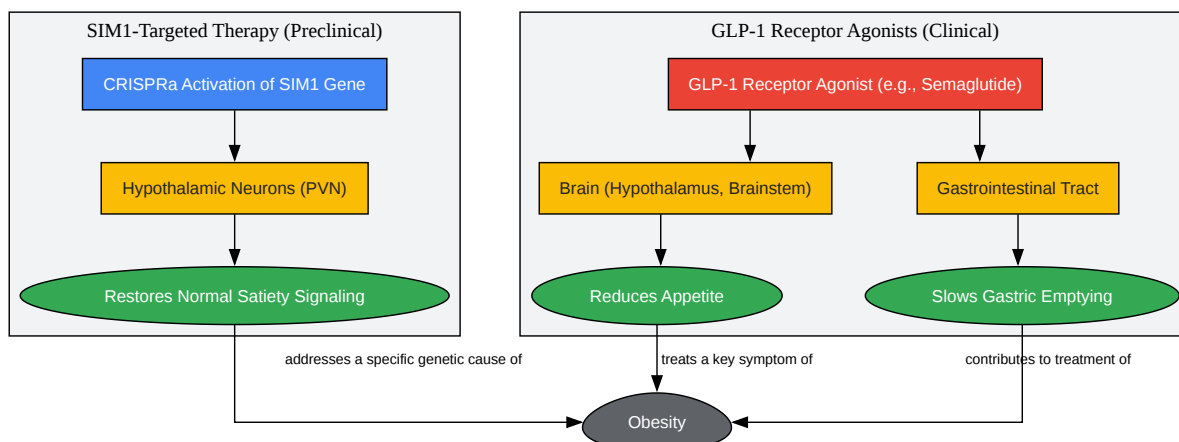 SIM1-Targeted Therapy (Preclinical)
GLP-1 Receptor Agonists (Clinical)
CRISPRa Activation of SIM1 Gene
GLP-1 Receptor Agonist (e.g., Semaglutide)
Hypothalamic Neurons (PVN)
Brain (Hypothalamus, Brainstem)
Gastrointestinal Tract
Restores Normal Satiety Signaling
Reduces Appetite
Slows Gastric Emptying
addresses a specific genetic cause of
treats a key symptom of
contributes to treatment of
Obesity